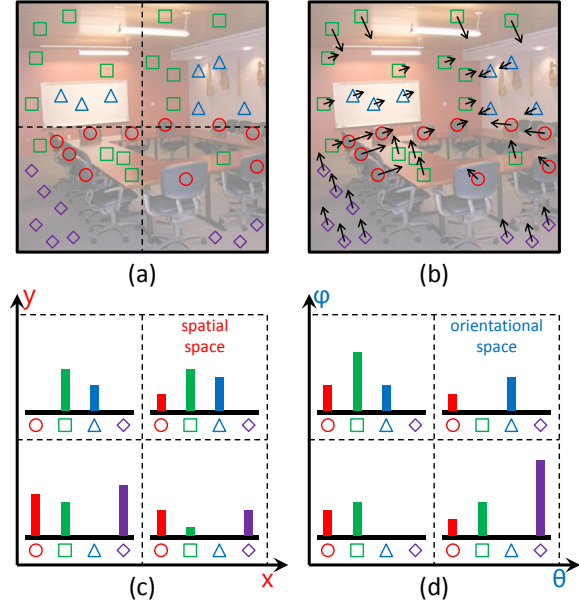 (a)
(b)
y
spatial
space
φ
orientational
space
x
(c)
θ
(d)